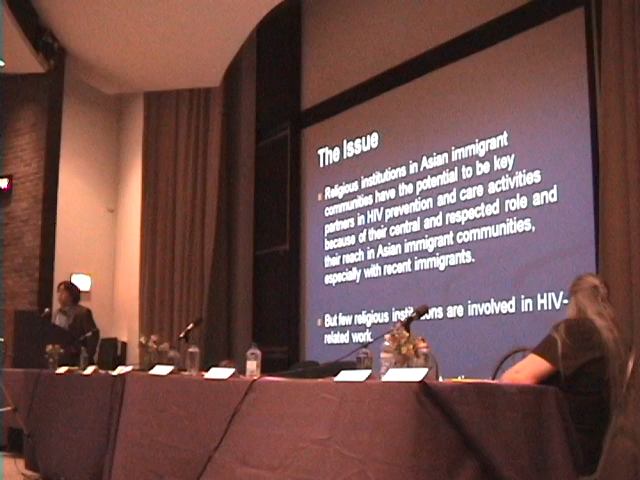 The Issue
Religious institutions in Asian immigrant
communities have the potential to be key
partners in HIV prevention and care activities
because of their central and respected role and
their reach in Asian immigrant communities,
especially with recent immigrants.
But few religious are involved in HIV-
related work.